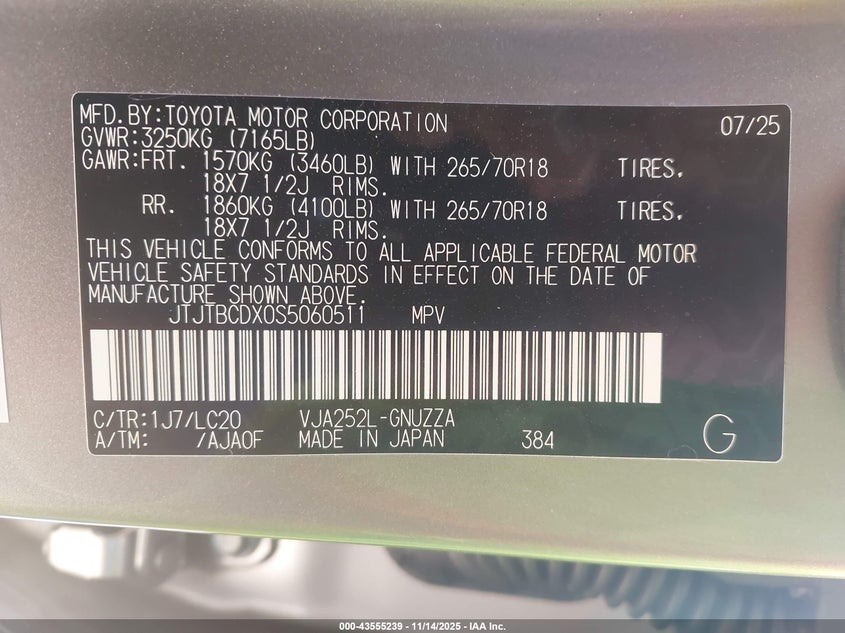 MFD.BY:TOYOTA MOTOR CORPORATION 07/25
GVWR:3250KG (7165LB)
GAWR:FRT. 1570KG (3460LB) WITH 265/70R18 TIRES.
18X7 1/2J RIMS.
RR. 1860KG (4100LB) WITH 265/70R18 TIRES.
18X7 1/2J RIMS.
THIS VEHICLE CONFORMS TO ALL APPLICABLE FEDERAL MOTOR
VEHICLE SAFETY STANDARDS IN EFFECT ON THE DATE OF
MANUFACTURE SHOWN ABOVE.
JTJTBCDX0S5060511 MPV
C/TR:1J7/LC20 VJA252L-GNUZZA
A/TM: /AJA0F MADE IN JAPAN 384 G
000-43555239 - 11/14/2025 - IAA Inc.